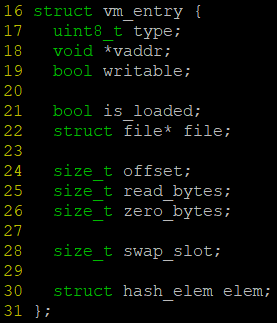 16 struct vm_entry {
17   uint8_t type;
18   void *vaddr;
19   bool writable;
20
21   bool is_loaded;
22   struct file* file;
23
24   size_t offset;
25   size_t read_bytes;
26   size_t zero_bytes;
27
28   size_t swap_slot;
29
30   struct hash_elem elem;
31 };